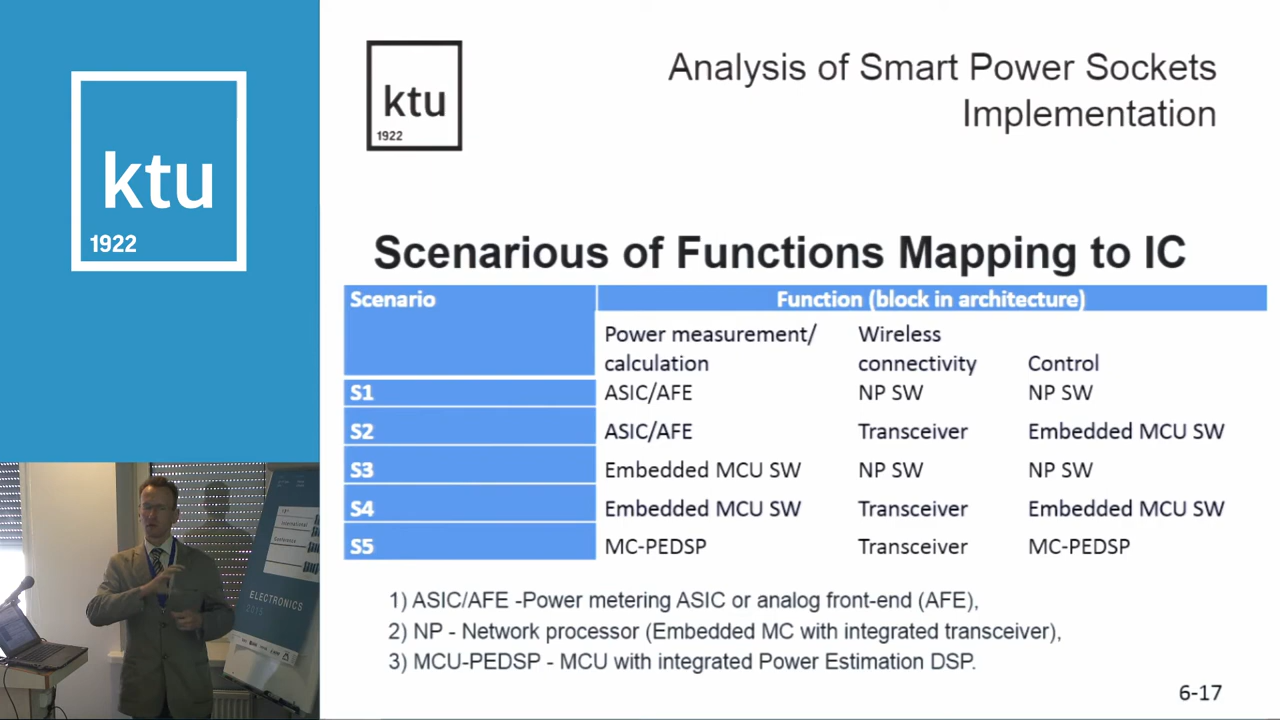 ktu
1922
ktu
1922
Analysis of Smart Power Sockets
Implementation
Scenarious of Functions Mapping to IC
Scenario
Function (block in architecture)
Power measurement/
calculation
Wireless
connectivity
Control
S1 ASIC/AFE NP SW NP SW
S2 ASIC/AFE Transceiver Embedded MCU SW
S3 Embedded MCU SW NP SW NP SW
S4 Embedded MCU SW Transceiver Embedded MCU SW
S5 MC-PEDSP Transceiver MC-PEDSP
1) ASIC/AFE -Power metering ASIC or analog front-end (AFE),
2) NP - Network processor (Embedded MC with integrated transceiver),
3) MCU-PEDSP - MCU with integrated Power Estimation DSP.
6-17
International
Conference
ELECTRONICS